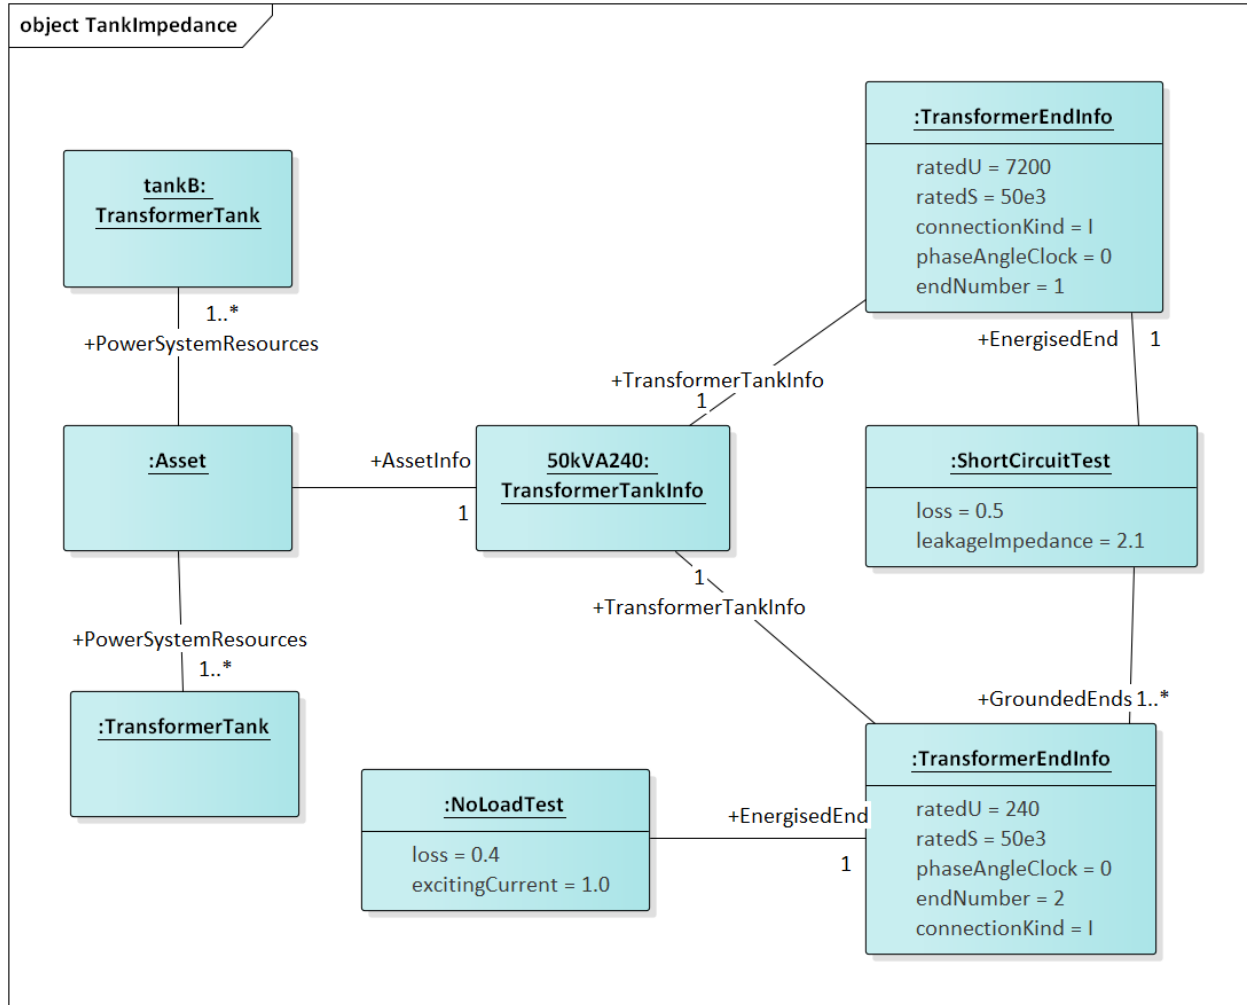 object TankImpedance
:TransformerEndInfo
ratedU = 7200
ratedS = 50e3
connectionKind = I
phaseAngleClock = 0
endNumber = 1
tankB:
TransformerTank
1..*
+PowerSystemResources
+EnergisedEnd
1
+TransformerTankInfo
1
:Asset
+AssetInfo
1
50kVA240:
TransformerTankInfo
:ShortCircuitTest
loss = 0.5
leakageImpedance = 2.1
1
+TransformerTankInfo
+PowerSystemResources
1..*
:TransformerTank
+GroundedEnds
1..*
:TransformerEndInfo
ratedU = 240
ratedS = 50e3
phaseAngleClock = 0
endNumber = 2
connectionKind = I
:NoLoadTest
loss = 0.4
excitingCurrent = 1.0
+EnergisedEnd
1